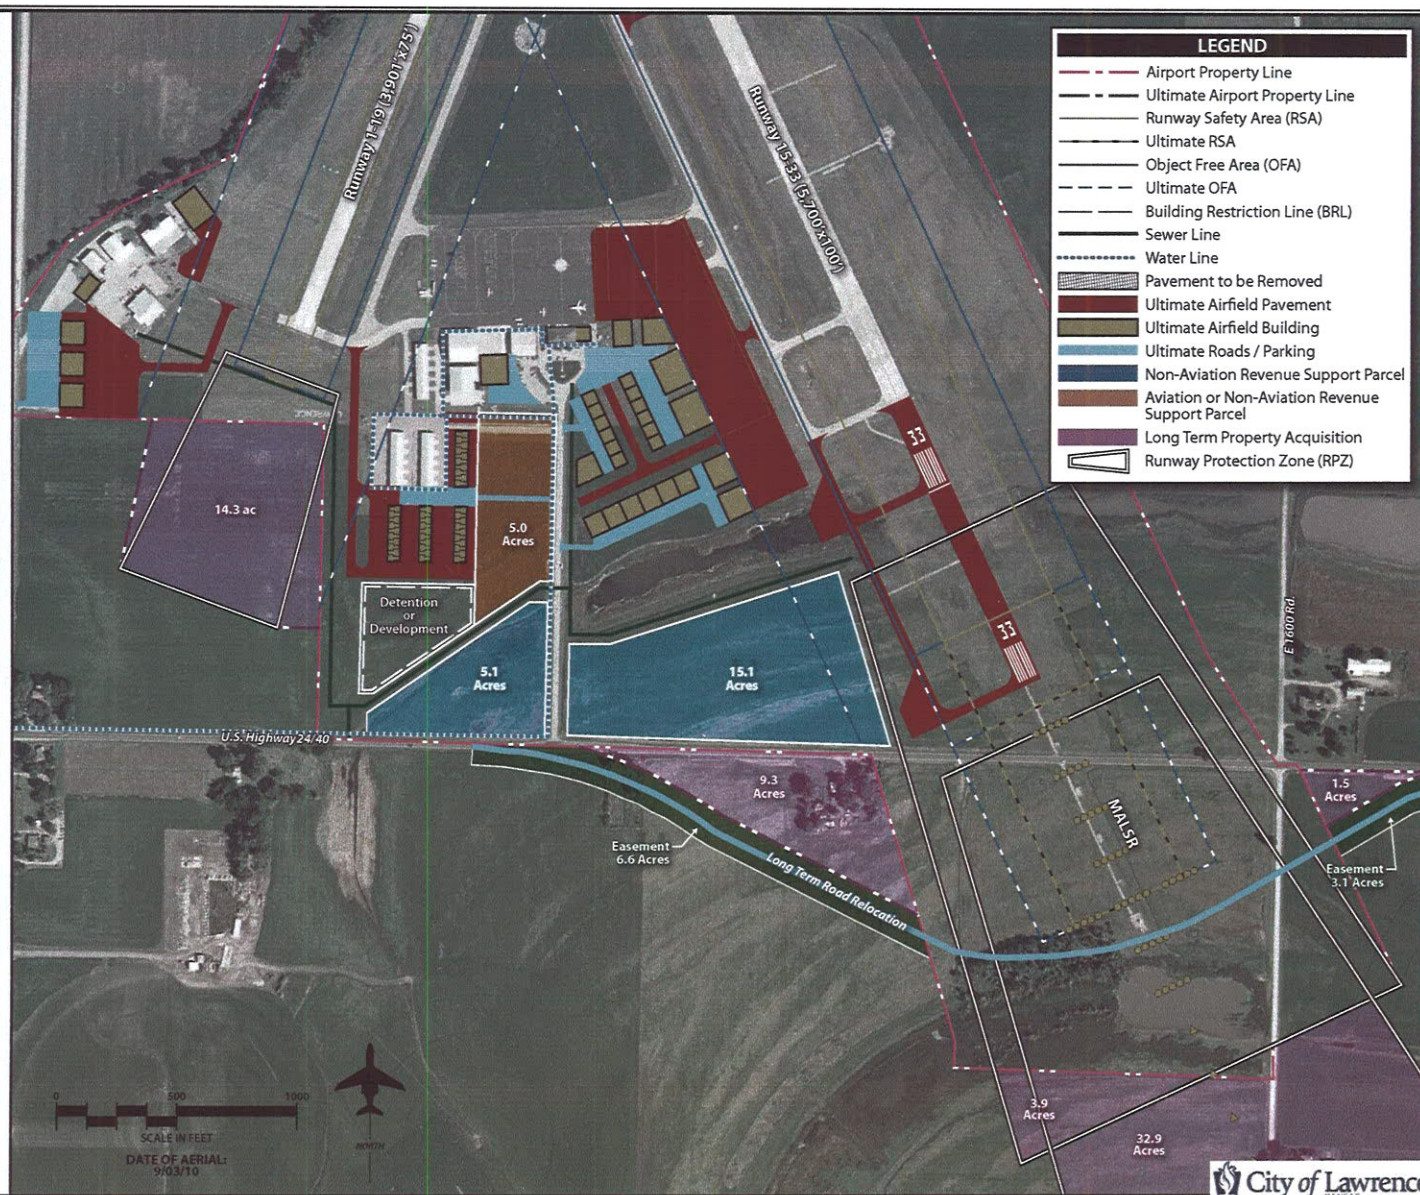 LEGEND
Airport Property Line
Ultimate Airport Property Line
Runway Safety Area (RSA)
Ultimate RSA
Object Free Area (OFA)
Ultimate OFA
Building Restriction Line (BRL)
Sewer Line
Water Line
Pavement to be Removed
Ultimate Airfield Pavement
Ultimate Airfield Building
Ultimate Roads / Parking
Non-Aviation Revenue Support Parcel
Aviation or Non-Aviation Revenue
Support Parcel
Long Term Property Acquisition
Runway Protection Zone (RPZ)
Runway 1-19 (3,901'x75')
Runway 15-33 (5,700'x100')
33
LAWRENCE
14.3 ac
5.0
Acres
Detention
or
Development
33
5.1
Acres
15.1
Acres
E 1600 Rd.
U.S. Highway 24/40
9.3
Acres
1.5
Acres
MALSR
Easement
6.6 Acres
Long Term Road Relocation
Easement
3.1 Acres
0
500
1000
SCALE IN FEET
NORTH
DATE OF AERIAL:
9/03/10
3.9
Acres
32.9
Acres
City of Lawrence